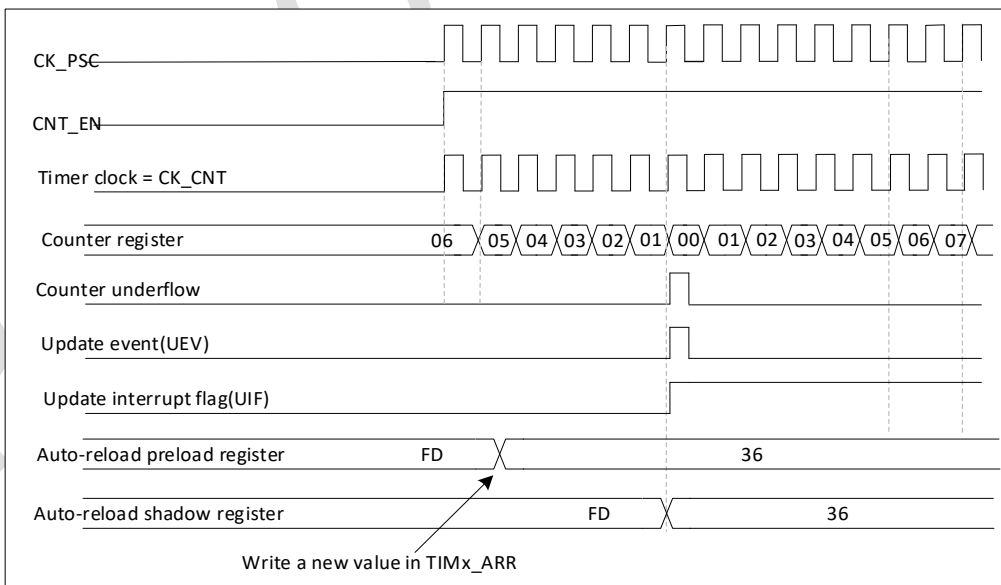 CK_PSC
CNT_EN
Timer clock = CK_CNT
Counter register 06 05 04 03 02 01 00 01 02 03 04 05 06 07
Counter underflow
Update event(UEV)
Update interrupt flag(UIF)
Auto-reload preload register FD 36
Auto-reload shadow register FD 36
Write a new value in TIMx_ARR